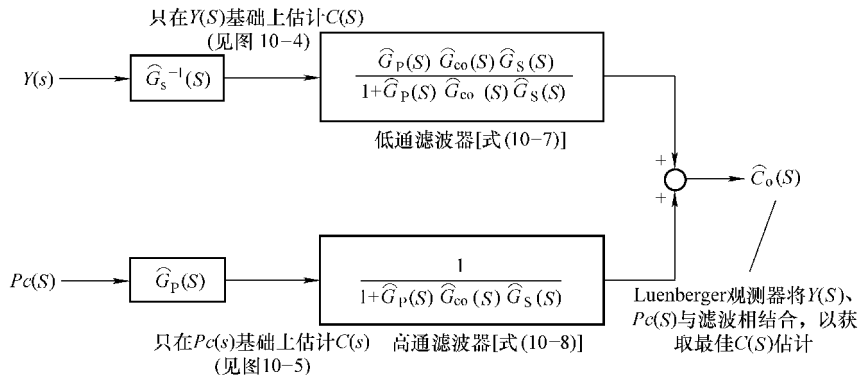 只在Y(S)基础上估计C(S)
(见图 10-4)
Y(s)
Ĝs⁻¹(S)
Ĝp(S) Ĝco(S) ĜS(S)
1+Ĝp(S) Ĝco (S) ĜS(S)
低通滤波器[式(10-7)]
+
+
Ĉo(S)
Pc(S)
ĜP(S)
1
1+Ĝp(S) Ĝco(S) ĜS(S)
只在Pc(s)基础上估计C(s)
(见图10-5)
高通滤波器[式(10-8)]
Luenberger观测器将Y(S)、
Pc(S)与滤波相结合，以获
取最佳C(S)估计